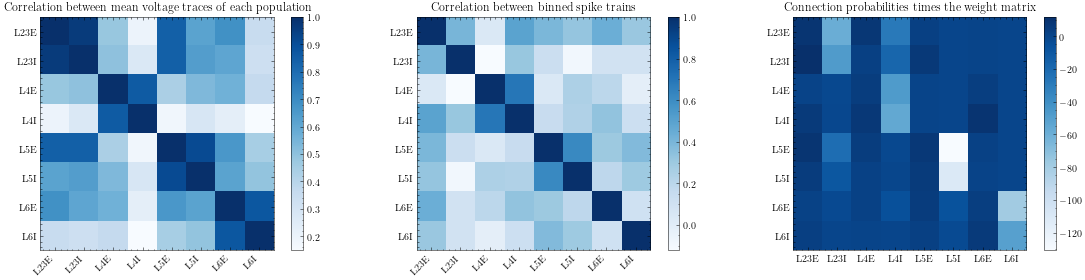 Correlation between mean voltage traces of each population
L23E
L23I
L4E
L4I
L5E
L5I
L6E
L6I
L23E L23I L4E L4I L5E L5I L6E L6I
1.0
0.9
0.8
0.7
0.6
0.5
0.4
0.3
0.2
Correlation between binned spike trains
L23E
L23I
L4E
L4I
L5E
L5I
L6E
L6I
L23E L23I L4E L4I L5E L5I L6E L6I
1.0
0.8
0.6
0.4
0.2
0.0
Connection probabilities times the weight matrix
L23E
L23I
L4E
L4I
L5E
L5I
L6E
L6I
L23E L23I L4E L4I L5E L5I L6E L6I
0
−20
−40
−60
−80
−100
−120